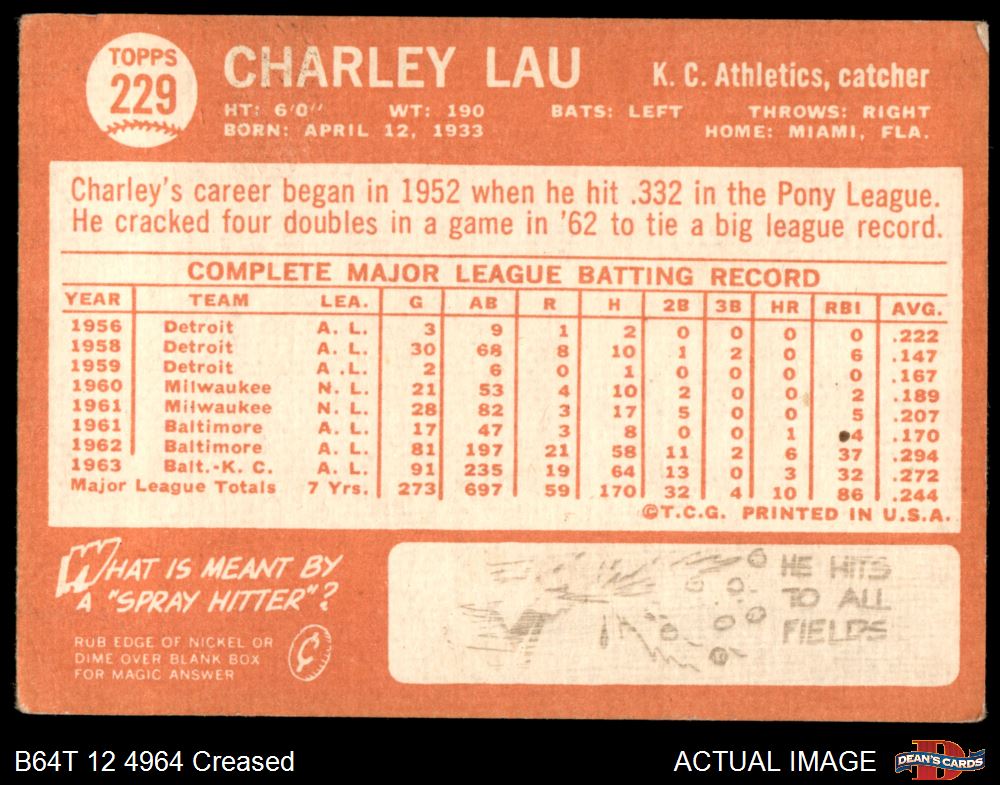 TOPPS
229
CHARLEY LAU
K. C. Athletics, catcher
HT: 6'0" WT: 190 BATS: LEFT THROWS: RIGHT
BORN: APRIL 12, 1933 HOME: MIAMI, FLA.
Charley's career began in 1952 when he hit .332 in the Pony League.
He cracked four doubles in a game in '62 to tie a big league record.
COMPLETE MAJOR LEAGUE BATTING RECORD
YEAR TEAM LEA. G AB R H 2B 3B HR RBI AVG.
1956 Detroit A. L. 3 9 1 2 0 0 0 0 .222
1958 Detroit A. L. 30 68 8 10 1 2 0 6 .147
1959 Detroit A .L. 2 6 0 1 0 0 0 0 .167
1960 Milwaukee N. L. 21 53 4 10 2 0 0 2 .189
1961 Milwaukee N. L. 28 82 3 17 5 0 0 5 .207
1961 Baltimore A. L. 17 47 3 8 0 0 1 4 .170
1962 Baltimore A. L. 81 197 21 58 11 2 6 37 .294
1963 Balt.-K. C. A. L. 91 235 19 64 13 0 3 32 .272
Major League Totals 7 Yrs. 273 697 59 170 32 4 10 86 .244
©T.C.G. PRINTED IN U.S.A.
WHAT IS MEANT BY
A "SPRAY HITTER"?
RUB EDGE OF NICKEL OR
DIME OVER BLANK BOX
FOR MAGIC ANSWER
HE HITS
TO ALL
FIELDS
B64T 12 4964 Creased
ACTUAL IMAGE
DEAN'S CARDS